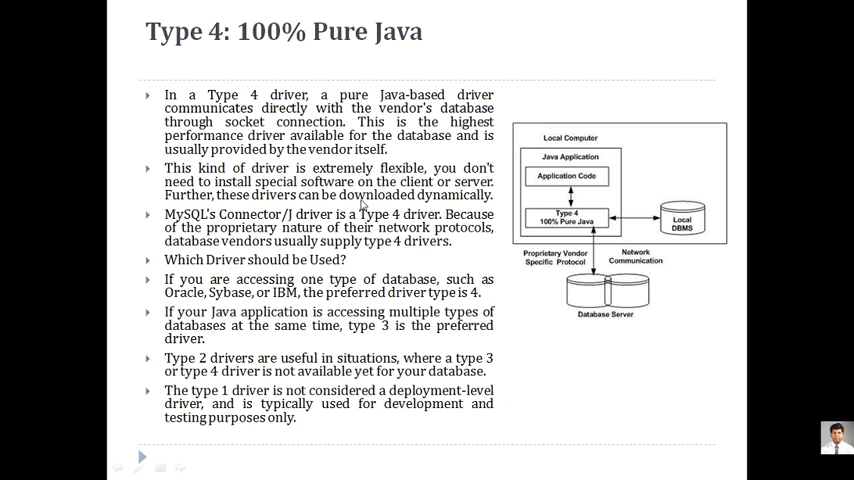 Type 4: 100% Pure Java
In a Type 4 driver, a pure Java-based driver
communicates directly with the vendor's database
through socket connection. This is the highest
performance driver available for the database and is
usually provided by the vendor itself.
This kind of driver is extremely flexible, you don't
need to install special software on the client or server.
Further, these drivers can be downloaded dynamically.
MySQL's Connector/J driver is a Type 4 driver. Because
of the proprietary nature of their network protocols,
database vendors usually supply type 4 drivers.
Which Driver should be Used?
If you are accessing one type of database, such as
Oracle, Sybase, or IBM, the preferred driver type is 4.
If your Java application is accessing multiple types of
databases at the same time, type 3 is the preferred
driver.
Type 2 drivers are useful in situations, where a type 3
or type 4 driver is not available yet for your database.
The type 1 driver is not considered a deployment-level
driver, and is typically used for development and
testing purposes only.
Local Computer
Java Application
Application Code
Type 4
100% Pure Java
Local
DBMS
Proprietary Vendor
Specific Protocol
Network
Communication
Database Server